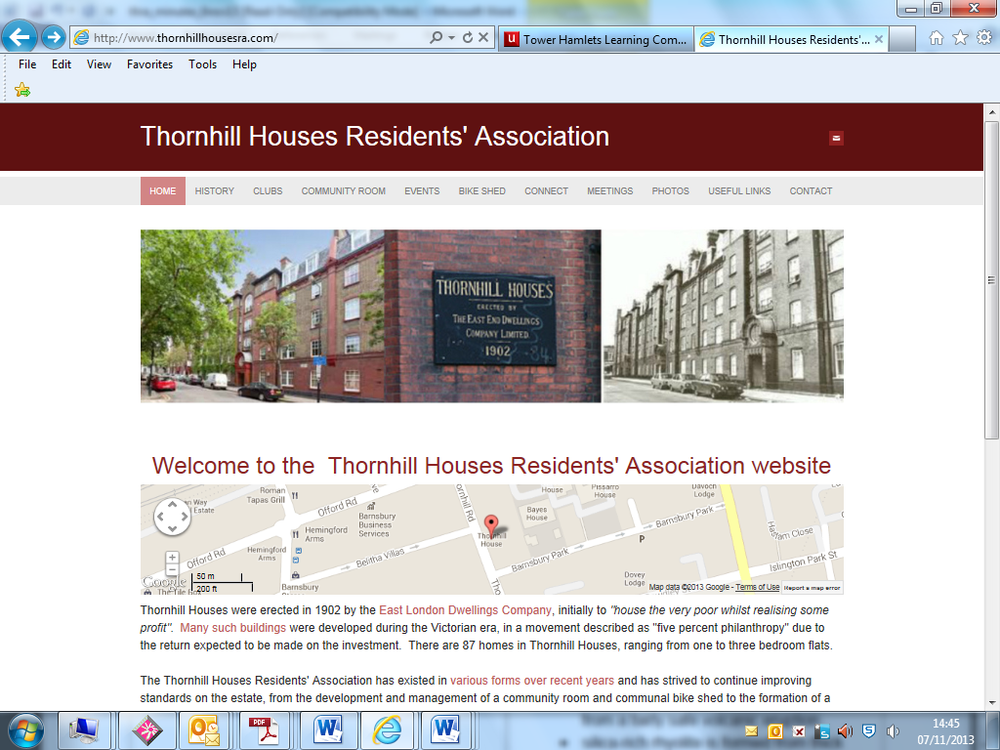 http://www.thornhillhousesra.com/
Tower Hamlets Learning Com...
Thornhill Houses Residents'...
File Edit View Favorites Tools Help
Thornhill Houses Residents' Association
HOME HISTORY CLUBS COMMUNITY ROOM EVENTS BIKE SHED CONNECT MEETINGS PHOTOS USEFUL LINKS CONTACT
THORNHILL HOUSES
ERECTED BY
THE EAST END DWELLINGS
COMPANY LIMITED.
1902
Welcome to the  Thornhill Houses Residents' Association website
Roman
Tapas Grill
Offord Rd
Barnsbury
Business
Services
Hemingford
Arms
Hemingford
Arms
Offord Rd
Belitha Villas
Barnsbury
Thornhill Rd
Thornhill
House
House
Bayes
House
Pissarro
House
Barnsbury Park
Barnsbury Park
P
Davoch
Lodge
Islington Park St
Dovey
Lodge
Google
50 m
200 ft
Map data ©2013 Google - Terms of Use
Report a map error
Thornhill Houses were erected in 1902 by the East London Dwellings Company, initially to "house the very poor whilst realising some
profit".  Many such buildings were developed during the Victorian era, in a movement described as "five percent philanthropy" due to
the return expected to be made on the investment.  There are 87 homes in Thornhill Houses, ranging from one to three bedroom flats.
The Thornhill Houses Residents' Association has existed in various forms over recent years and has strived to continue improving
standards on the estate, from the development and management of a community room and communal bike shed to the formation of a
PDF
14:45
07/11/2013